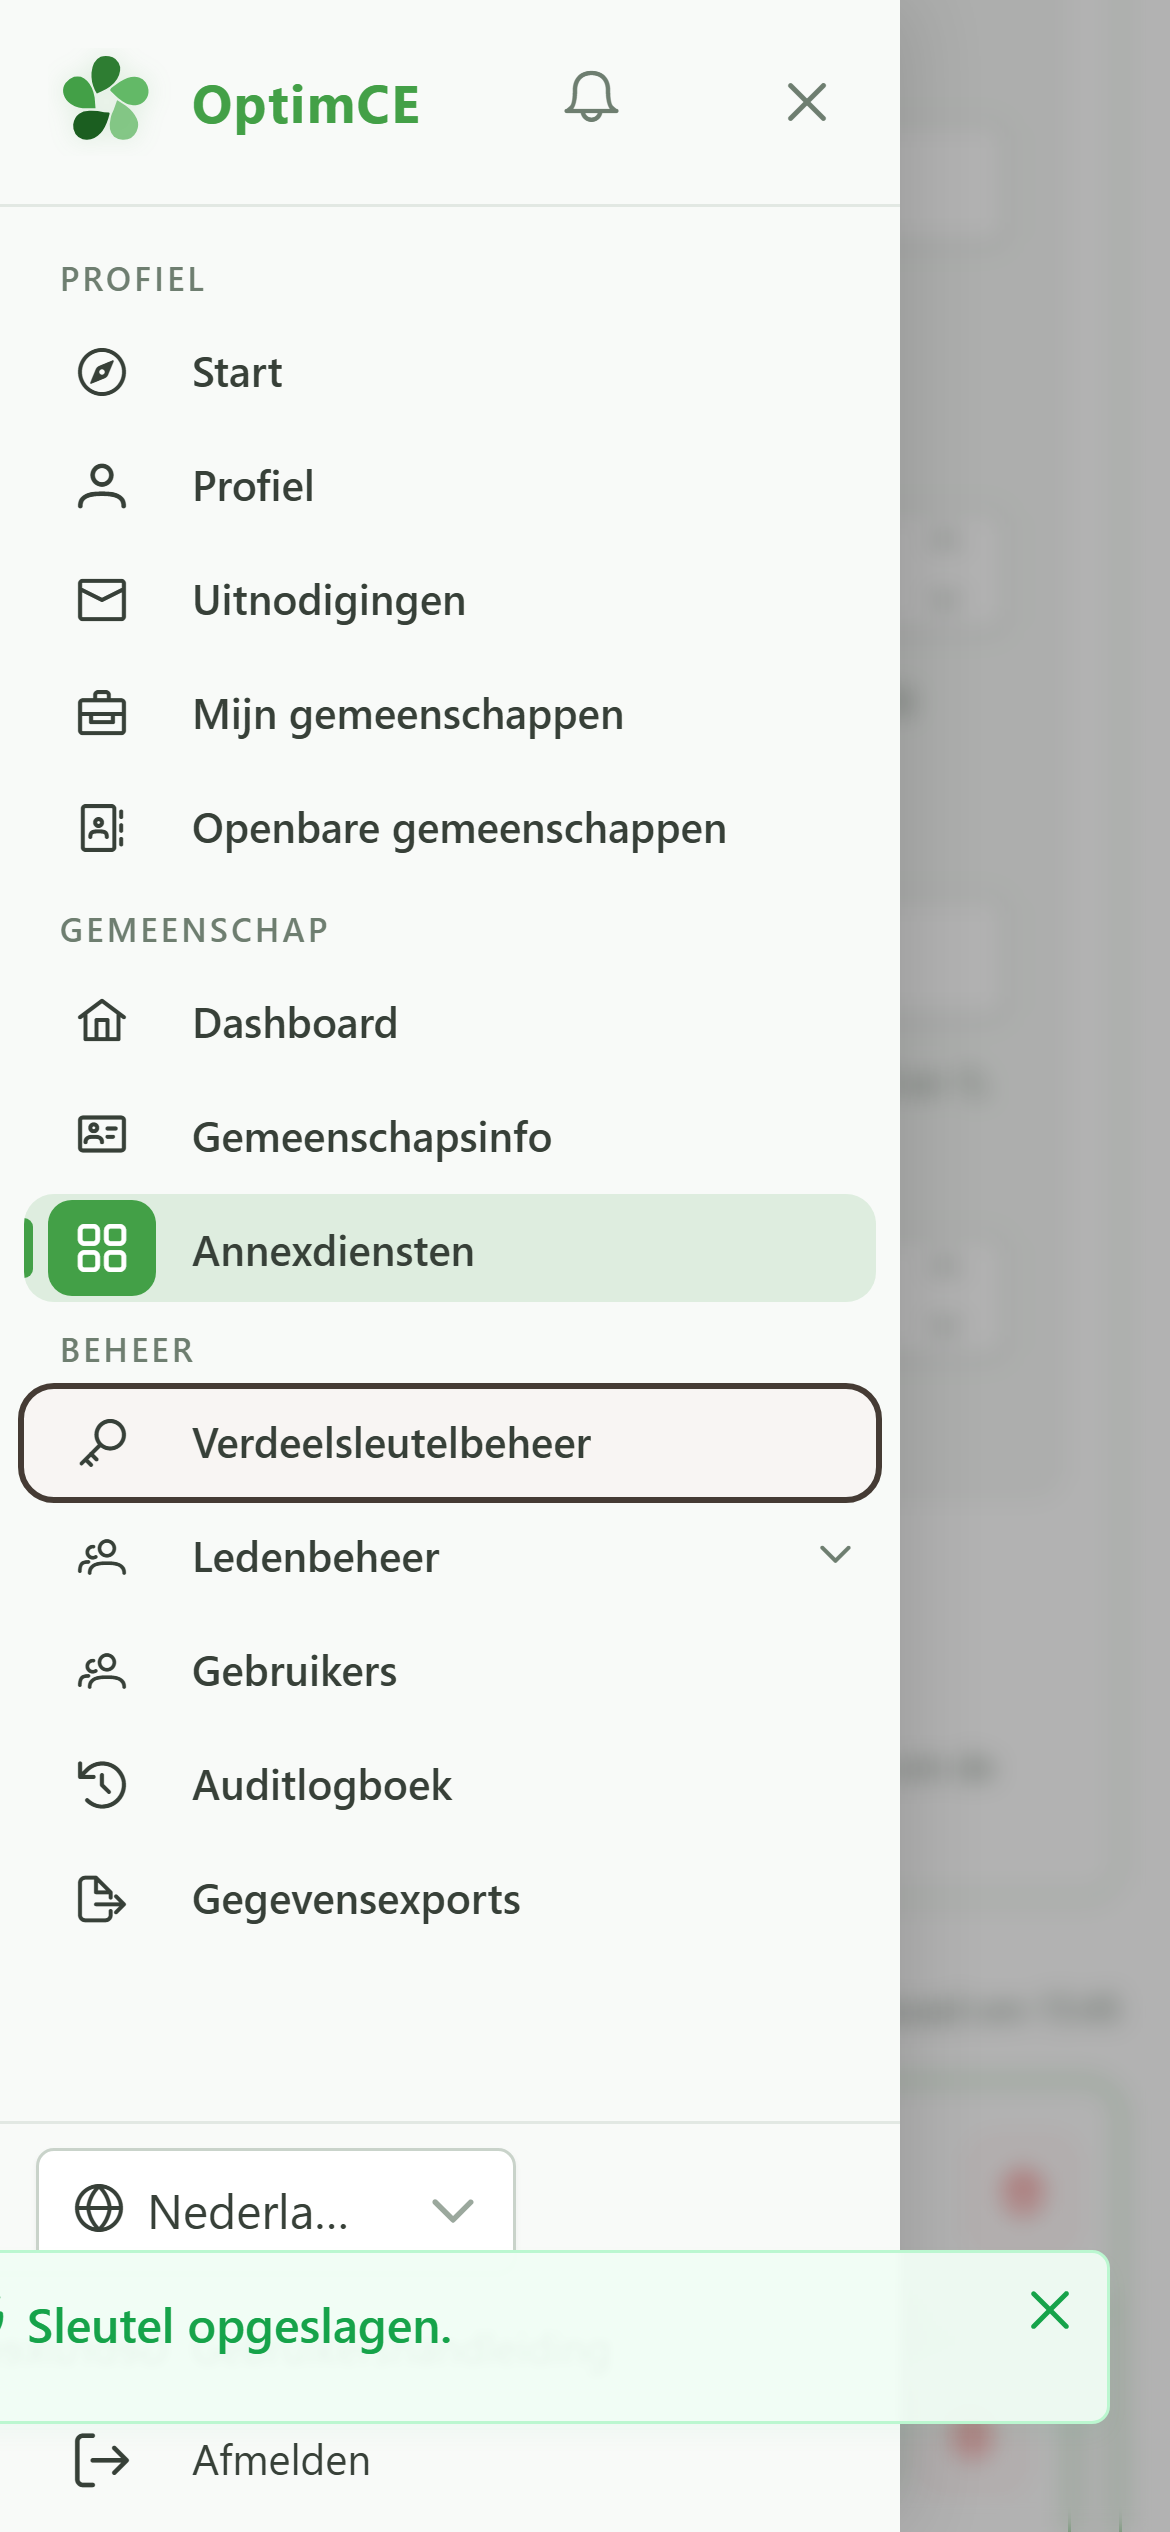 OptimCE
PROFIEL
Start
Profiel
Uitnodigingen
Mijn gemeenschappen
Openbare gemeenschappen
GEMEENSCHAP
Dashboard
Gemeenschapsinfo
Annexdiensten
BEHEER
Verdeelsleutelbeheer
Ledenbeheer
Gebruikers
Auditlogboek
Gegevensexports
Nederla...
Sleutel opgeslagen.
Afmelden